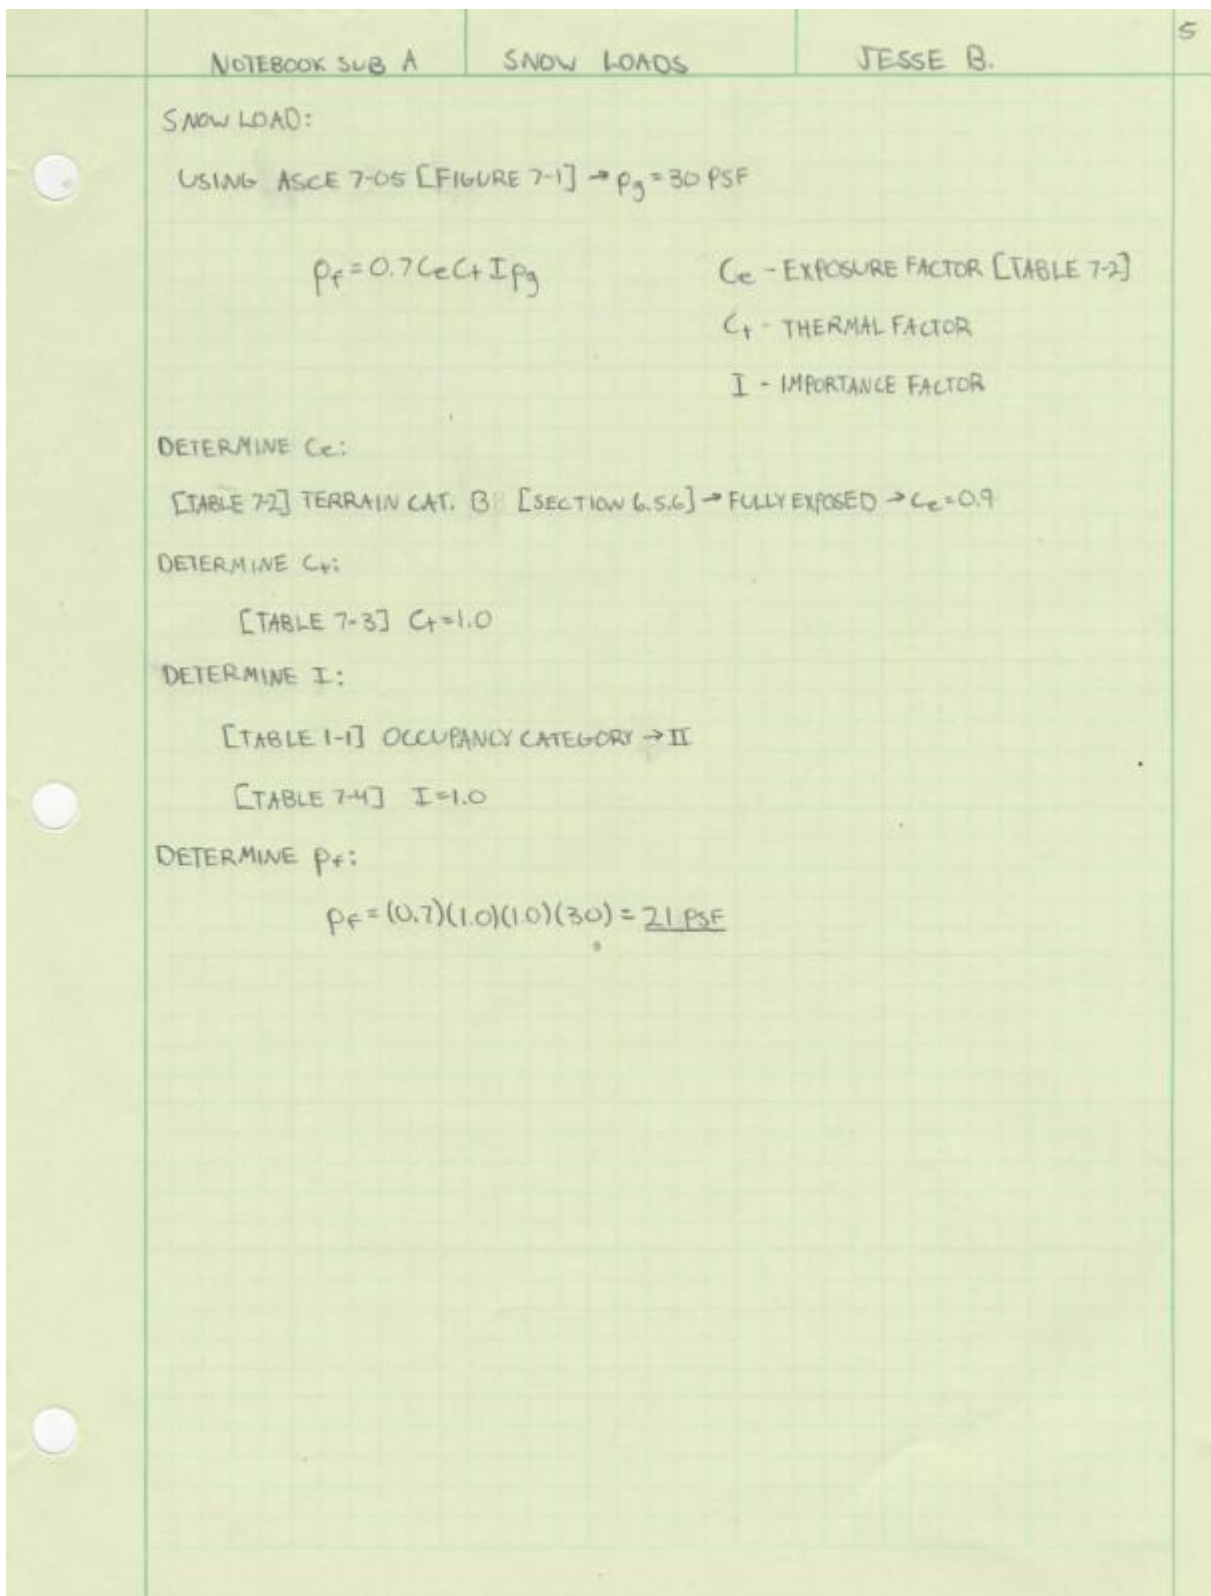 5
NOTEBOOK SUB A SNOW LOADS JESSE B.
SNOW LOAD:
USING ASCE 7-05 [FIGURE 7-1] → pg = 30 PSF
pf = 0.7 Ce Ct I pg Ce - EXPOSURE FACTOR [TABLE 7-2]
Ct - THERMAL FACTOR
I - IMPORTANCE FACTOR
DETERMINE Ce:
[TABLE 7-2] TERRAIN CAT. B [SECTION 6.5.6] → FULLY EXPOSED → Ce = 0.9
DETERMINE Ct:
[TABLE 7-3] Ct = 1.0
DETERMINE I:
[TABLE 1-1] OCCUPANCY CATEGORY → II
[TABLE 7-4] I = 1.0
DETERMINE pf:
pf = (0.7)(1.0)(1.0)(30) = 21 PSF